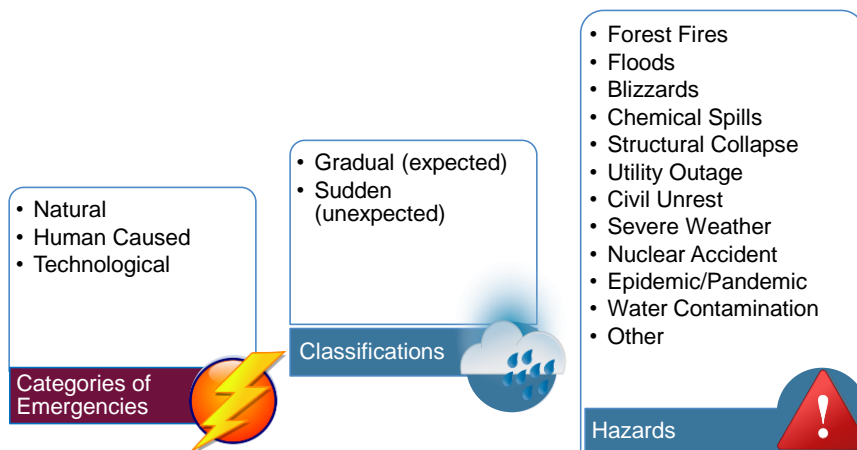 • Natural
• Human Caused
• Technological
Categories of
Emergencies
• Gradual (expected)
• Sudden
(unexpected)
Classifications
• Forest Fires
• Floods
• Blizzards
• Chemical Spills
• Structural Collapse
• Utility Outage
• Civil Unrest
• Severe Weather
• Nuclear Accident
• Epidemic/Pandemic
• Water Contamination
• Other
Hazards
!